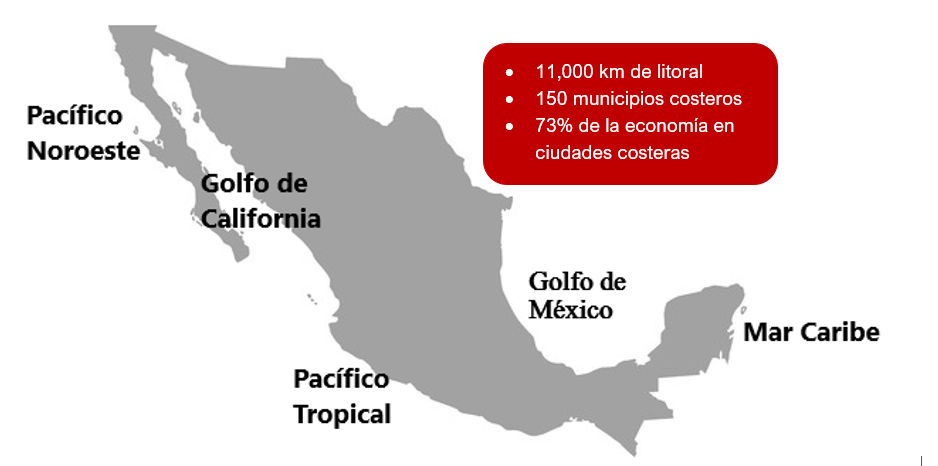 11,000 km de litoral
150 municipios costeros
73% de la economía en
ciudades costeras
Pacífico
Noroeste
Golfo de
California
Golfo de
México
Mar Caribe
Pacífico
Tropical